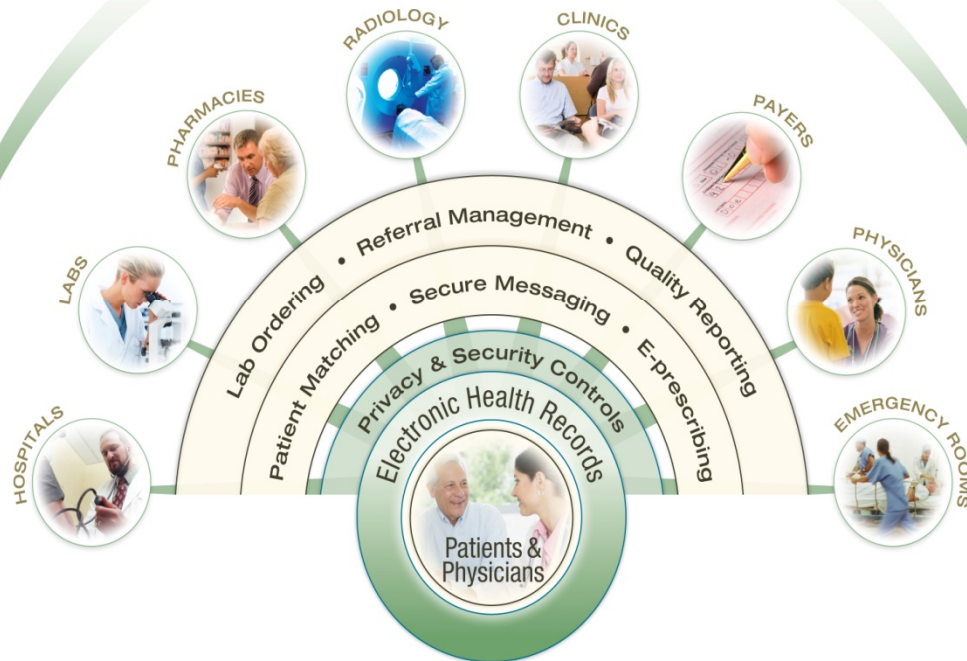 HOSPITALS
LABS
PHARMACIES
RADIOLOGY
CLINICS
PAYERS
PHYSICIANS
EMERGENCY ROOMS
Lab Ordering • Referral Management • Quality Reporting
Patient Matching • Secure Messaging • E-prescribing
Privacy & Security Controls
Electronic Health Records
Patients &
Physicians